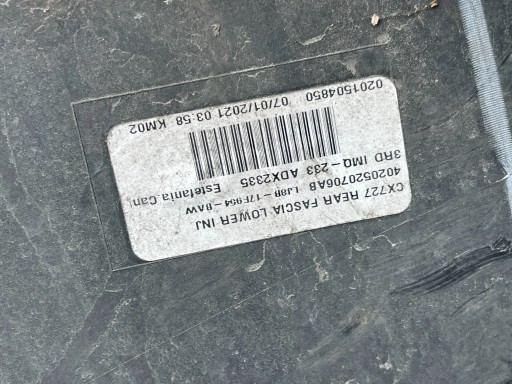 CX727 REAR FASCIA LOWER INJ
4020520706AB LJ8B-17F954-BAW
3RD IMQ-233 ADX2335 Estefania.Can
0201504850 07/01/2021 03:58 KM02